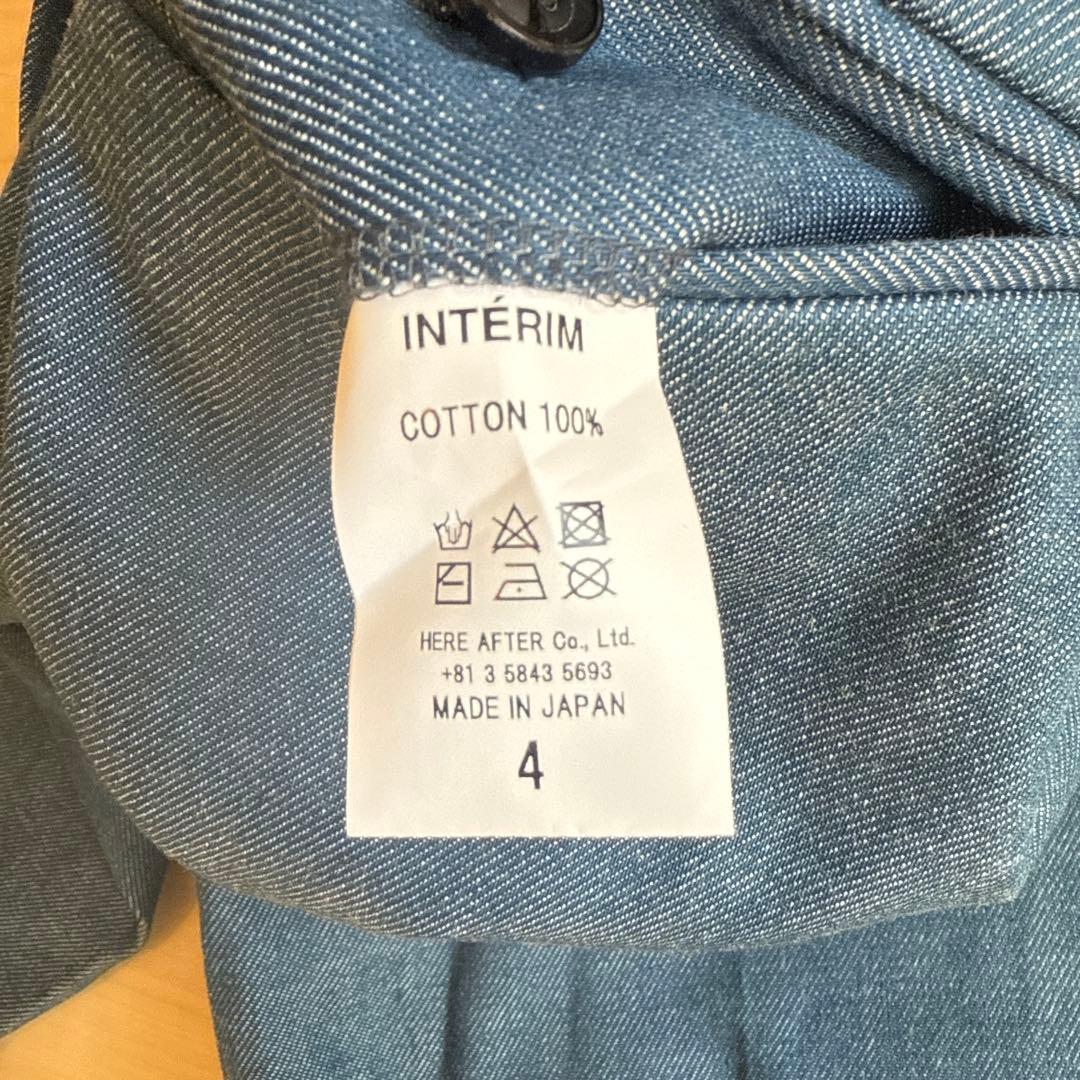 INTÉRIM
COTTON 100%
HERE AFTER Co., Ltd.
+81 3 5843 5693
MADE IN JAPAN
4